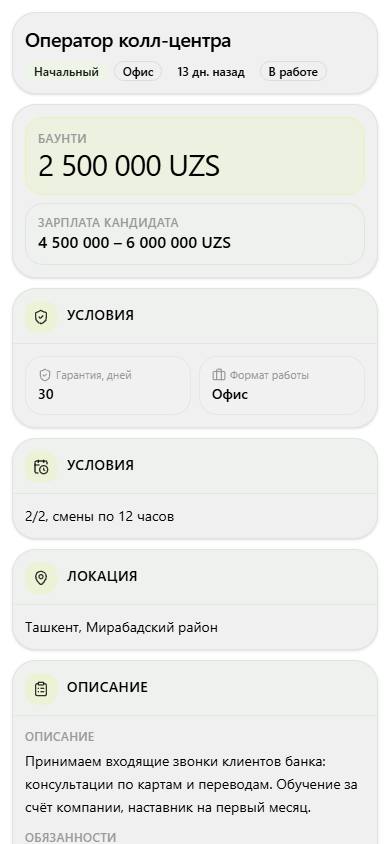 Оператор колл-центра
Начальный Офис 13 дн. назад В работе
БАУНТИ
2 500 000 UZS
ЗАРПЛАТА КАНДИДАТА
4 500 000 – 6 000 000 UZS
УСЛОВИЯ
Гарантия, дней
30
Формат работы
Офис
УСЛОВИЯ
2/2, смены по 12 часов
ЛОКАЦИЯ
Ташкент, Мирабадский район
ОПИСАНИЕ
ОПИСАНИЕ
Принимаем входящие звонки клиентов банка:
консультации по картам и переводам. Обучение за
счёт компании, наставник на первый месяц.
ОБЯЗАННОСТИ